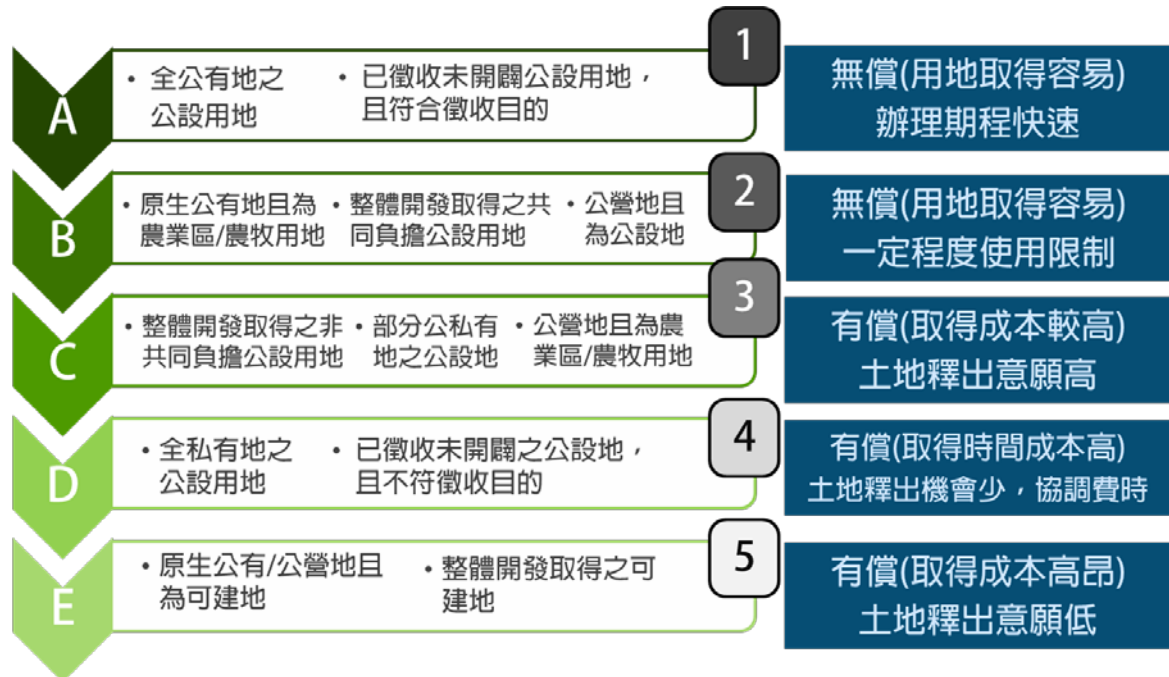 A
• 全公有地之
公設用地
• 已徵收未開闢公設用地，
且符合徵收目的
1
無償(用地取得容易)
辦理期程快速
B
• 原生公有地且為
農業區/農牧用地
• 整體開發取得之共
同負擔公設用地
• 公營地且
為公設地
2
無償(用地取得容易)
一定程度使用限制
C
• 整體開發取得之非
共同負擔公設用地
• 部分公私有
地之公設地
• 公營地且為農
業區/農牧用地
3
有償(取得成本較高)
土地釋出意願高
D
• 全私有地之
公設用地
• 已徵收未開闢之公設地，
且不符徵收目的
4
有償(取得時間成本高)
土地釋出機會少，協調費時
E
• 原生公有/公營地且
為可建地
• 整體開發取得之可
建地
5
有償(取得成本高昂)
土地釋出意願低